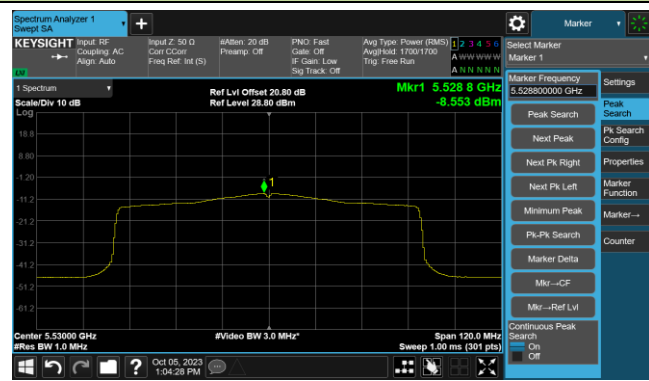 Spectrum Analyzer 1
Swept SA
Marker
KEYSIGHT
Input: RF
Coupling: AC
Align: Auto
Input Z: 50 Ω
Corr CCorr
Freq Ref: Int (S)
#Atten: 20 dB
Preamp: Off
PNO: Fast
Gate: Off
IF Gain: Low
Sig Track: Off
Avg Type: Power (RMS)
Avg|Hold: 1700/1700
Trig: Free Run
1 2 3 4 5 6
A W W W W W
A N N N N N
LXI
Select Marker
Marker 1
1 Spectrum
Scale/Div 10 dB
Log
Ref Lvl Offset 20.80 dB
Ref Level 28.80 dBm
Mkr1 5.528 8 GHz
-8.553 dBm
Marker Frequency
5.528800000 GHz
Peak Search
Next Peak
Next Pk Right
Next Pk Left
Minimum Peak
Pk-Pk Search
Marker Delta
Mkr→CF
Mkr→Ref Lvl
Continuous Peak
Search
On
Off
Settings
Peak
Search
Pk Search
Config
Properties
Marker
Function
Marker→
Counter
18.8
8.80
-1.20
-11.2
-21.2
-31.2
-41.2
-51.2
-61.2
1
Center 5.53000 GHz
#Res BW 1.0 MHz
#Video BW 3.0 MHz*
Span 120.0 MHz
Sweep 1.00 ms (301 pts)
?
Oct 05, 2023
1:04:28 PM